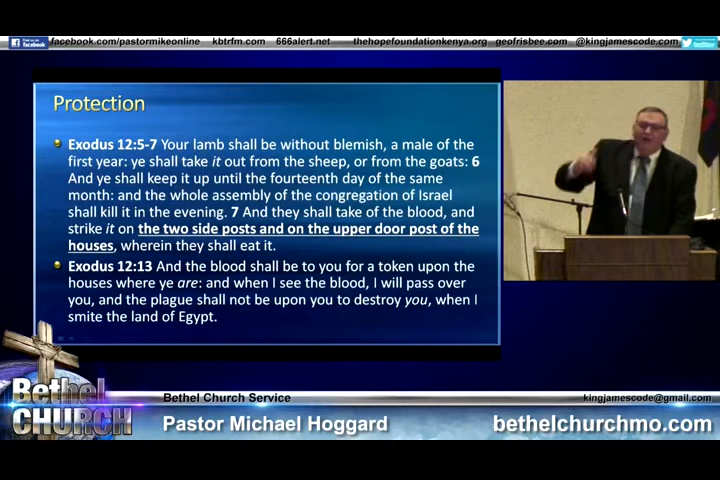 facebook.com/pastormikeonline kbtrfm.com 666alert.net thehopefoundationkenya.org geofrisbee.com @kingjamescode.com
Protection
Exodus 12:5-7 Your lamb shall be without blemish, a male of the
first year: ye shall take it out from the sheep, or from the goats: 6
And ye shall keep it up until the fourteenth day of the same
month: and the whole assembly of the congregation of Israel
shall kill it in the evening. 7 And they shall take of the blood, and
strike it on the two side posts and on the upper door post of the
houses, wherein they shall eat it.
Exodus 12:13 And the blood shall be to you for a token upon the
houses where ye are: and when I see the blood, I will pass over
you, and the plague shall not be upon you to destroy you, when I
smite the land of Egypt.
Bethel
CHURCH
Bethel Church Service
kingjamescode@gmail.com
Pastor Michael Hoggard
bethelchurchmo.com